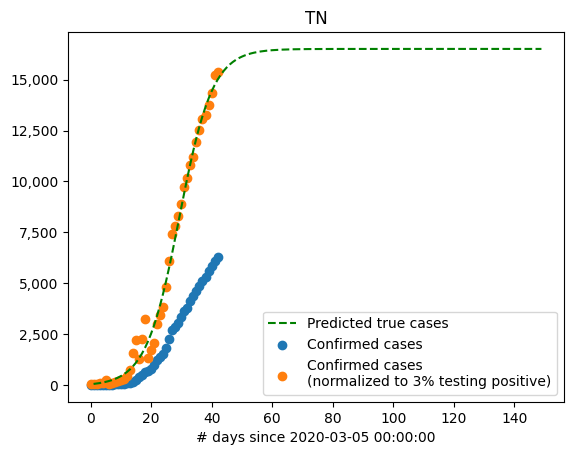 TN
15,000
12,500
10,000
7,500
5,000
2,500
0
Predicted true cases
Confirmed cases
Confirmed cases
(normalized to 3% testing positive)
0 20 40 60 80 100 120 140
# days since 2020-03-05 00:00:00